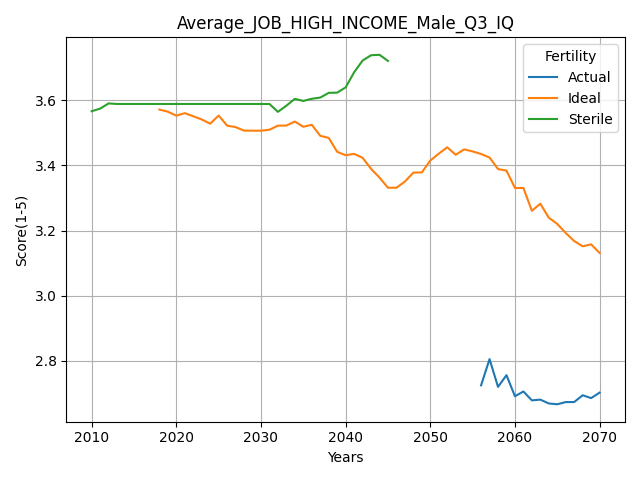 Average_JOB_HIGH_INCOME_Male_Q3_IQ
Fertility
Actual
Ideal
Sterile
Score(1-5)
3.6
3.4
3.2
3.0
2.8
2010 2020 2030 2040 2050 2060 2070
Years